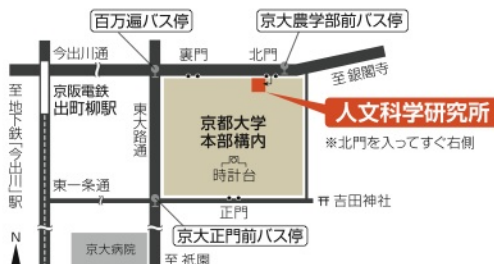 百万遍バス停
京大農学部前バス停
今出川通
裏門
北門
至銀閣寺
京阪電鉄
出町柳駅
至地下鉄「今出川」駅
東大路通
京都大学
本部構内
時計台
人文科学研究所
※北門を入ってすぐ右側
東一条通
正門
吉田神社
京大正門前バス停
N
京大病院
至祇園